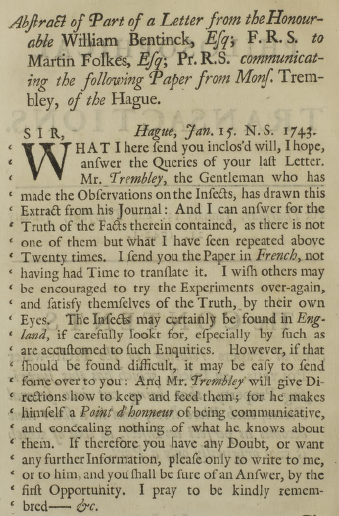 Abſtract of Part of a Letter from the Honour-
able William Bentinck, Eſq; F. R. S. to
Martin Folkes, Eſq; Pr. R. S. communicat-
ing the following Paper from Monſ. Trem-
bley, of the Hague.
SIR, Hague, Jan. 15. N. S. 1743.
‘ WHAT I here ſend you inclos'd will, I hope,
‘ anſwer the Queries of your laſt Letter.
‘ Mr. Trembley, the Gentleman who has
‘ made the Obſervations on the Inſects, has drawn this
‘ Extract from his Journal: And I can anſwer for the
‘ Truth of the Facts therein contained, as there is not
‘ one of them but what I have ſeen repeated above
‘ Twenty times. I ſend you the Paper in French, not
‘ having had Time to tranſlate it. I wiſh others may
‘ be encouraged to try the Experiments over-again,
‘ and ſatisfy themſelves of the Truth, by their own
‘ Eyes. The Inſects may certainly be found in Eng-
‘ land, if carefully lookt for, eſpecially by ſuch as
‘ are accuſtomed to ſuch Enquiries. However, if that
‘ ſhould be found difficult, it may be eaſy to ſend
‘ ſome over to you: And Mr. Trembley will give Di-
‘ rections how to keep and feed them; for he makes
‘ himſelf a Point d'honneur of being communicative,
‘ and concealing nothing of what he knows about
‘ them. If therefore you have any Doubt, or want
‘ any further Information, pleaſe only to write to me,
‘ or to him, and you ſhall be ſure of an Anſwer, by the
‘ firſt Opportunity. I pray to be kindly remem-
‘ bred—— &c.